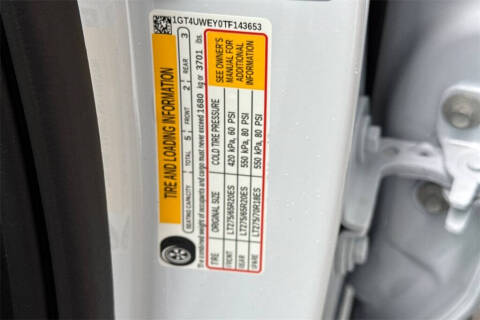 1GT4UWEY0TF143653
TIRE AND LOADING INFORMATION
SEATING CAPACITY TOTAL 5 FRONT 2 REAR 3
The combined weight of occupants and cargo must never exceed 1680 kg or 3701 lbs.
TIRE ORIGINAL SIZE COLD TIRE PRESSURE
FRONT LT275/65R20ES 420 kPa, 60 PSI
REAR LT275/65R20ES 550 kPa, 80 PSI
SPARE LT275/70R18ES 550 kPa, 80 PSI
SEE OWNER'S
MANUAL FOR
ADDITIONAL
INFORMATION